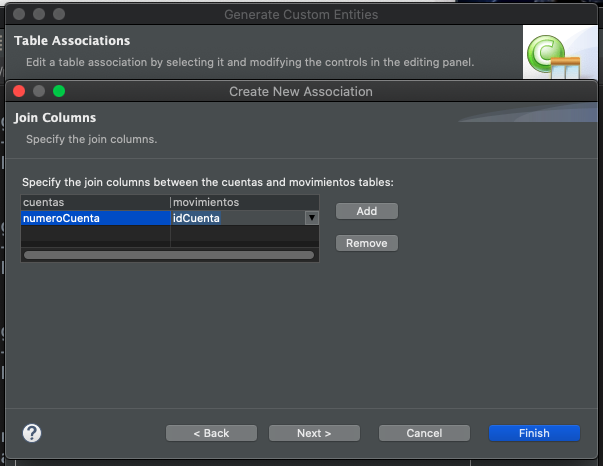 Generate Custom Entities
Table Associations
Edit a table association by selecting it and modifying the controls in the editing panel.
Create New Association
Join Columns
Specify the join columns.
Specify the join columns between the cuentas and movimientos tables:
cuentas movimientos
numeroCuenta idCuenta
Add
Remove
?
< Back Next > Cancel Finish